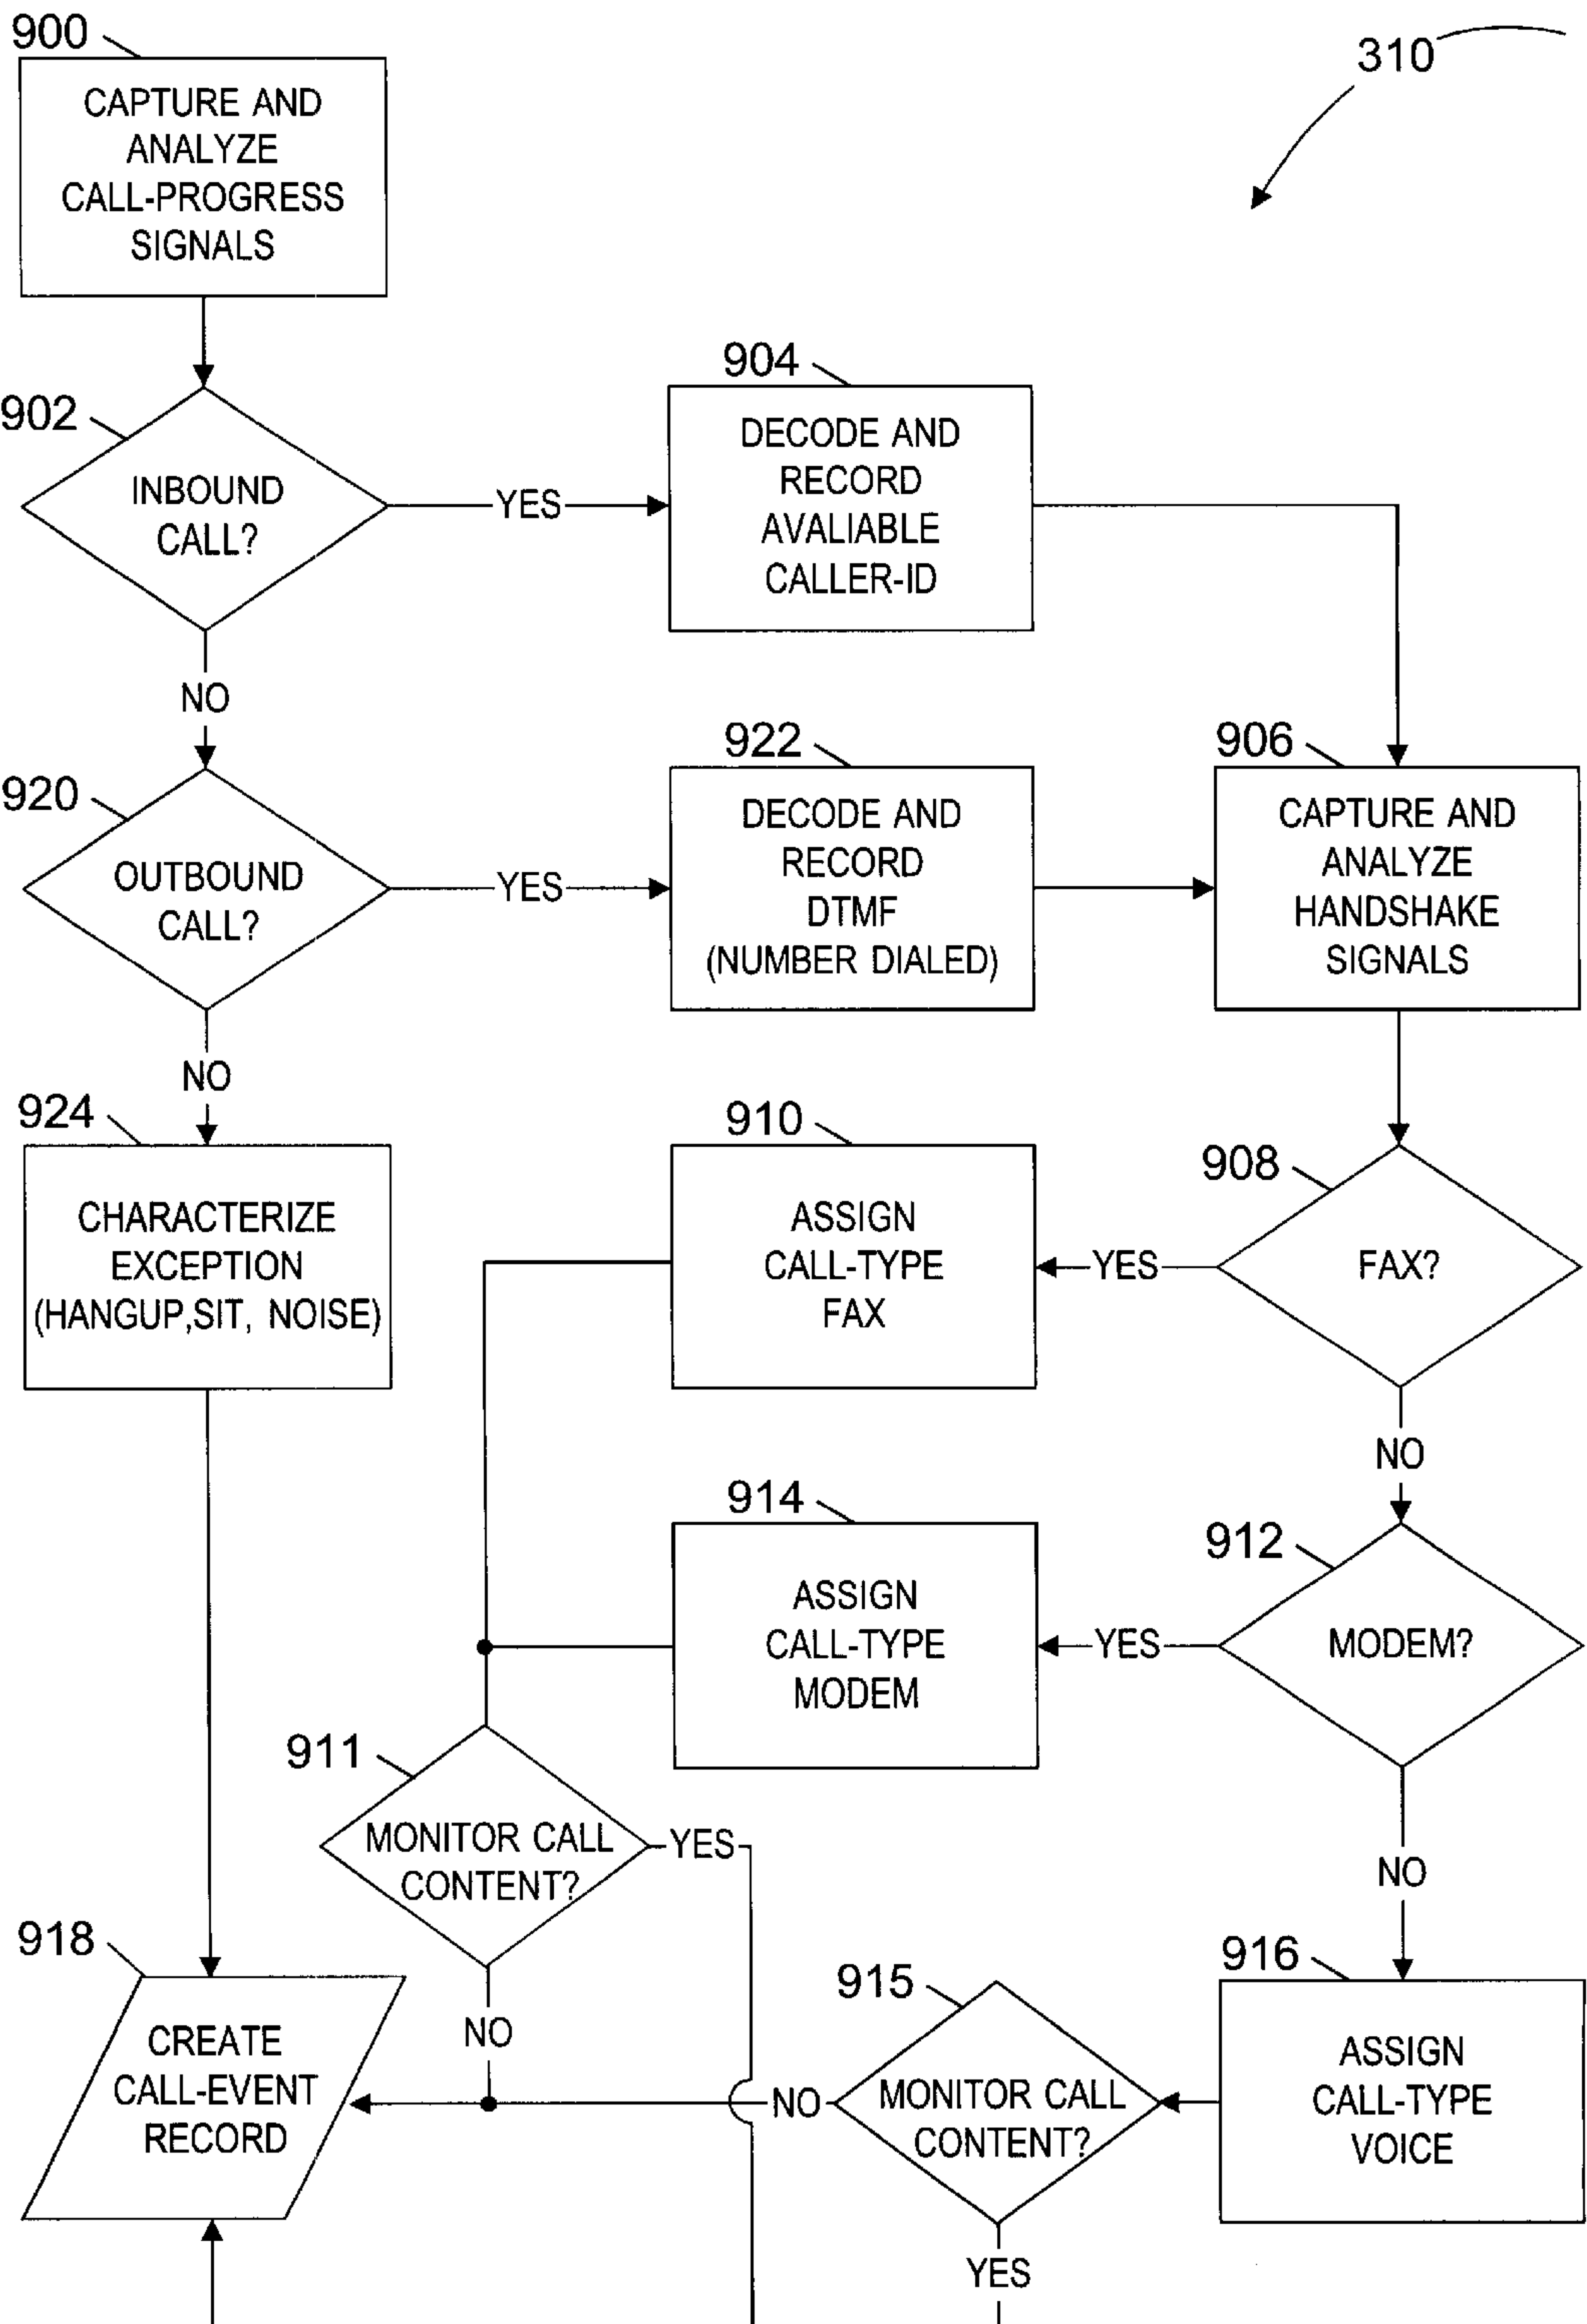 900
310
CAPTURE AND
ANALYZE
CALL-PROGRESS
SIGNALS
902
INBOUND
CALL?
YES
904
DECODE AND
RECORD
AVALIABLE
CALLER-ID
NO
920
OUTBOUND
CALL?
YES
922
DECODE AND
RECORD
DTMF
(NUMBER DIALED)
906
CAPTURE AND
ANALYZE
HANDSHAKE
SIGNALS
NO
924
CHARACTERIZE
EXCEPTION
(HANGUP,SIT, NOISE)
910
ASSIGN
CALL-TYPE
FAX
YES
908
FAX?
NO
914
ASSIGN
CALL-TYPE
MODEM
YES
912
MODEM?
911
MONITOR CALL
CONTENT?
YES
NO
NO
918
CREATE
CALL-EVENT
RECORD
NO
915
MONITOR CALL
CONTENT?
916
ASSIGN
CALL-TYPE
VOICE
YES